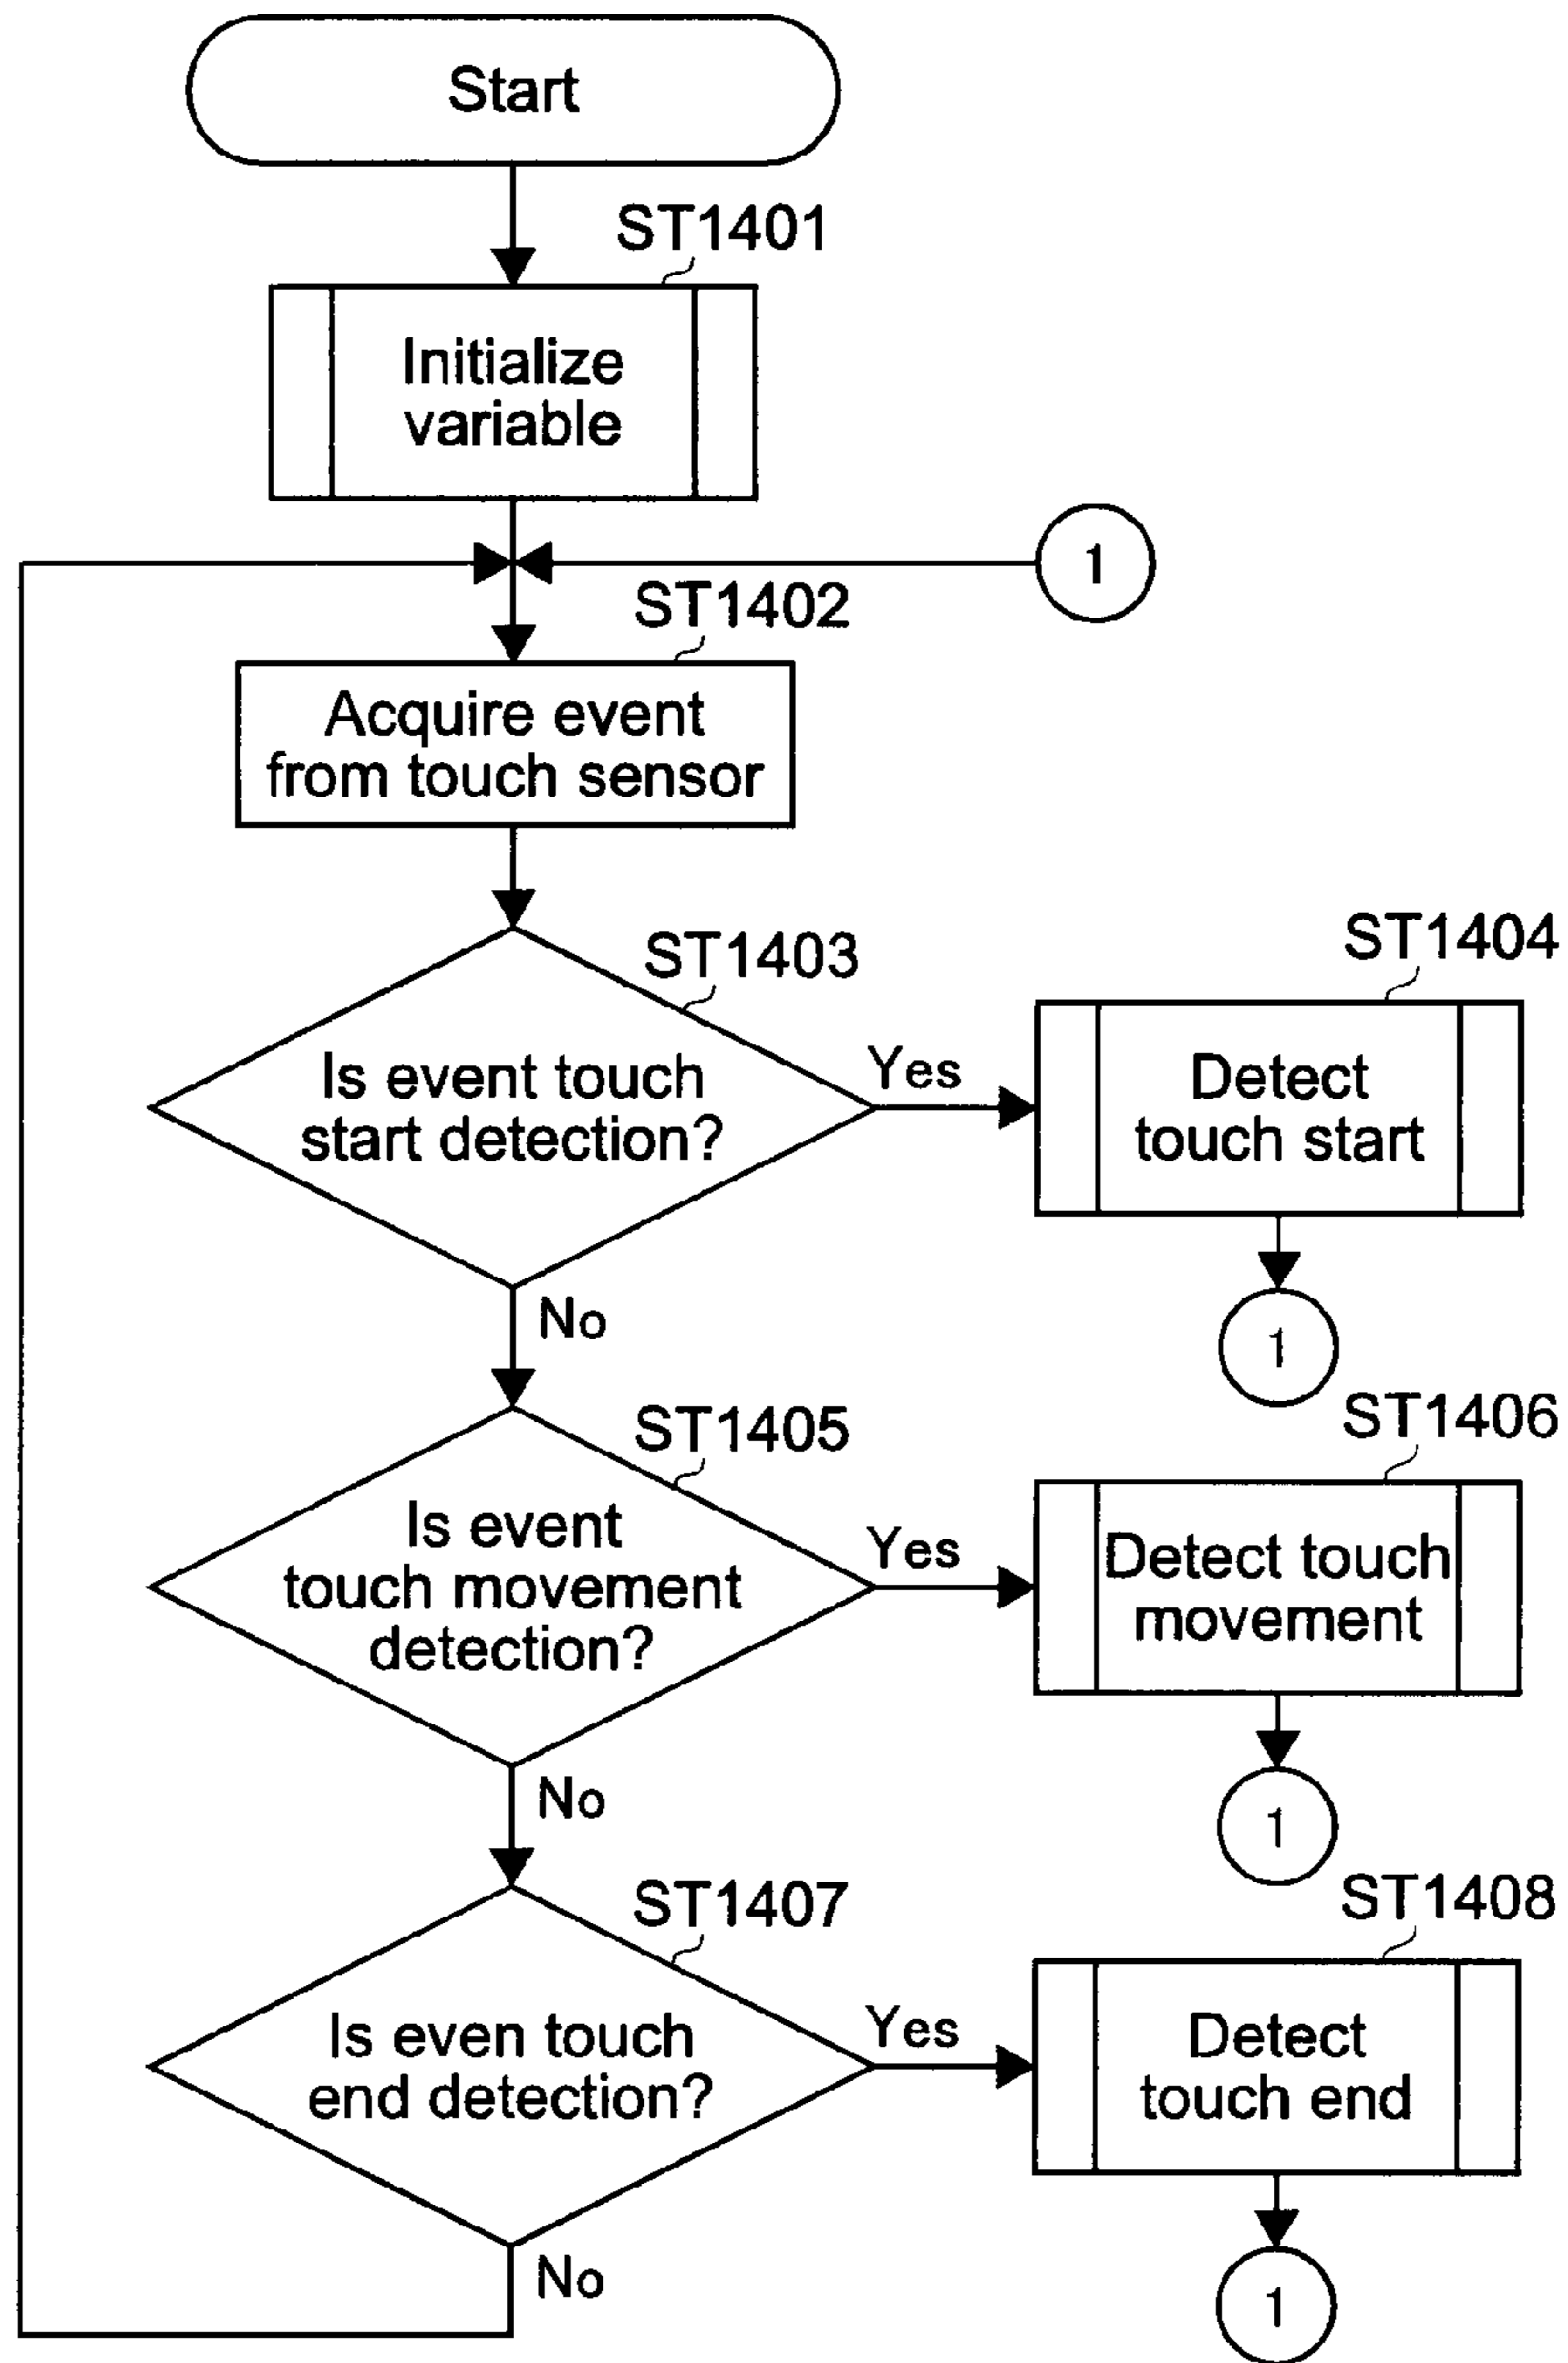 Start
ST1401
Initialize
variable
1
ST1402
Acquire event
from touch sensor
ST1403
Is event touch
start detection?
Yes
ST1404
Detect
touch start
1
No
ST1405
Is event
touch movement
detection?
Yes
ST1406
Detect touch
movement
1
No
ST1407
Is even touch
end detection?
Yes
ST1408
Detect
touch end
1
No